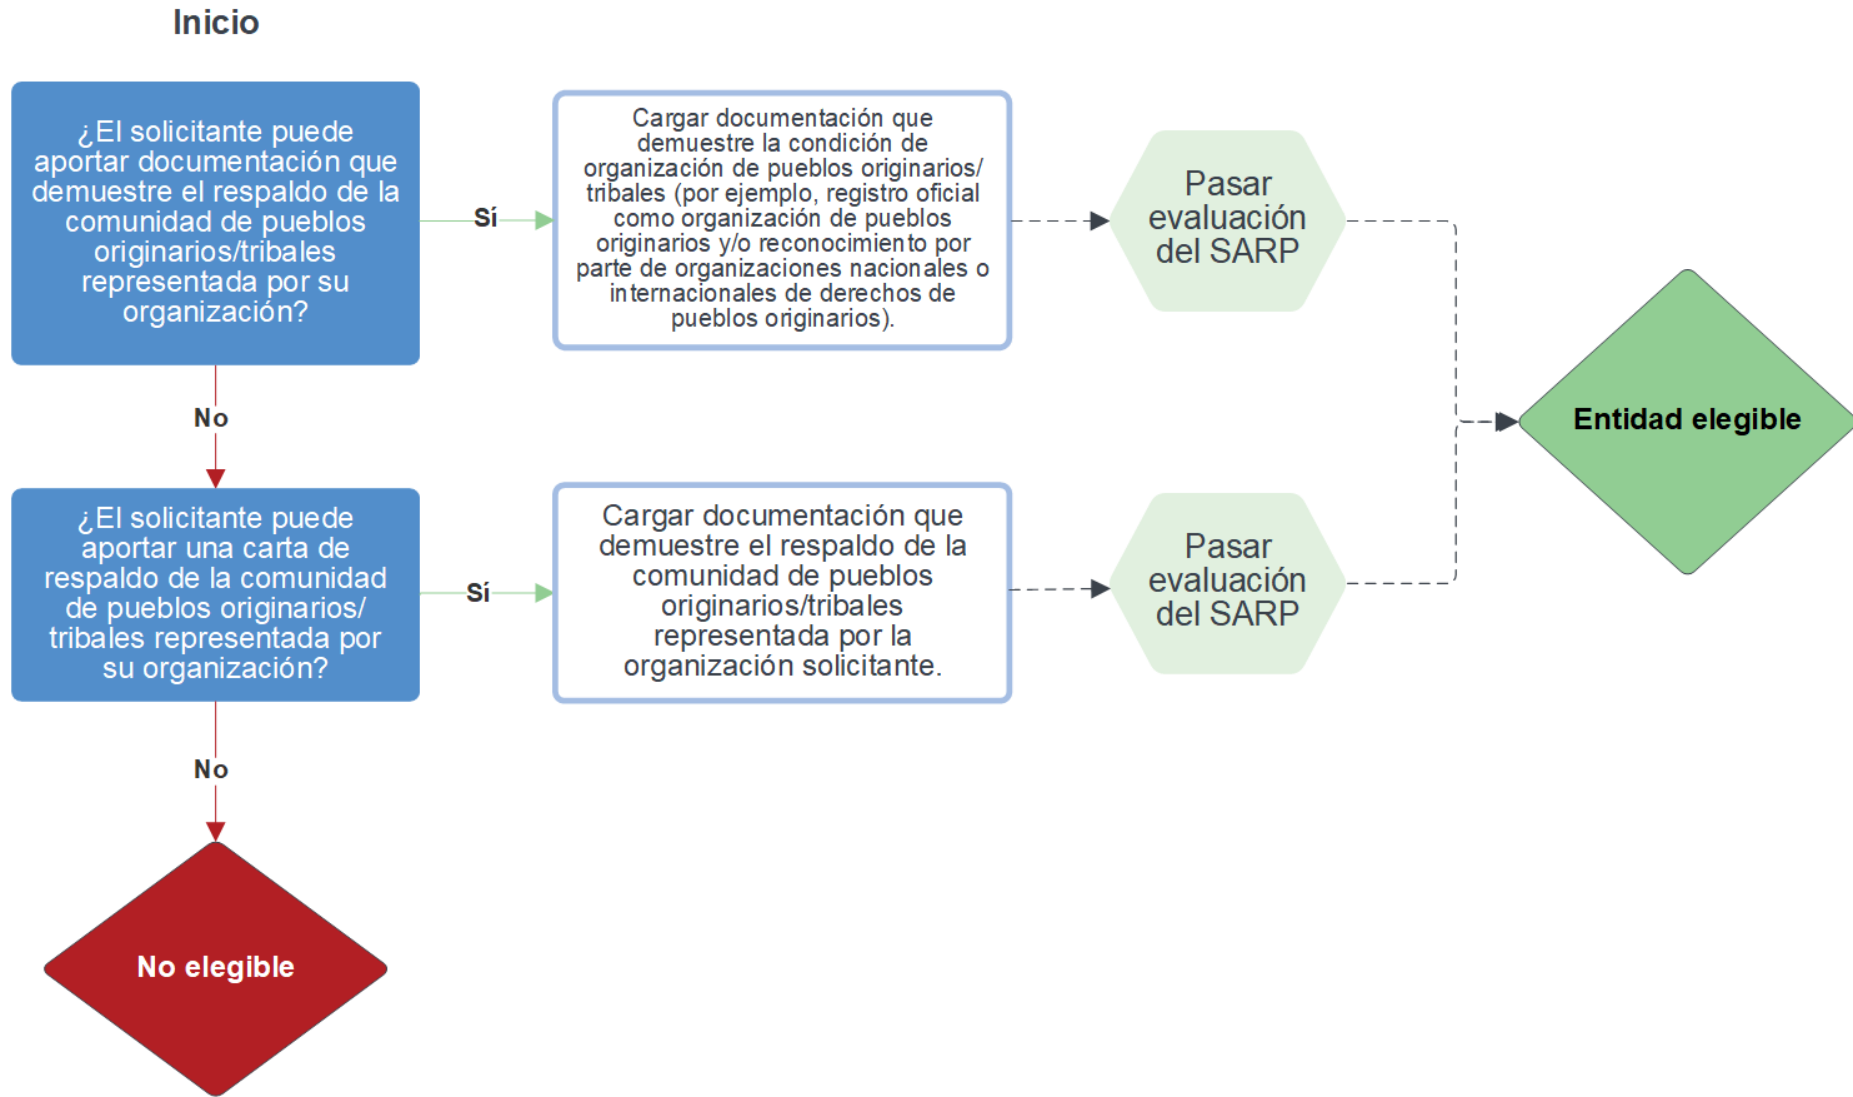 Inicio
¿El solicitante puede
aportar documentación que
demuestre el respaldo de la
comunidad de pueblos
originarios/tribales
representada por su
organización?
Sí
Cargar documentación que
demuestre la condición de
organización de pueblos originarios/
tribales (por ejemplo, registro oficial
como organización de pueblos
originarios y/o reconocimiento por
parte de organizaciones nacionales o
internacionales de derechos de
pueblos originarios).
Pasar
evaluación
del SARP
Entidad elegible
No
¿El solicitante puede
aportar una carta de
respaldo de la comunidad
de pueblos originarios/
tribales representada por
su organización?
Sí
Cargar documentación que
demuestre el respaldo de la
comunidad de pueblos
originarios/tribales
representada por la
organización solicitante.
Pasar
evaluación
del SARP
No
No elegible